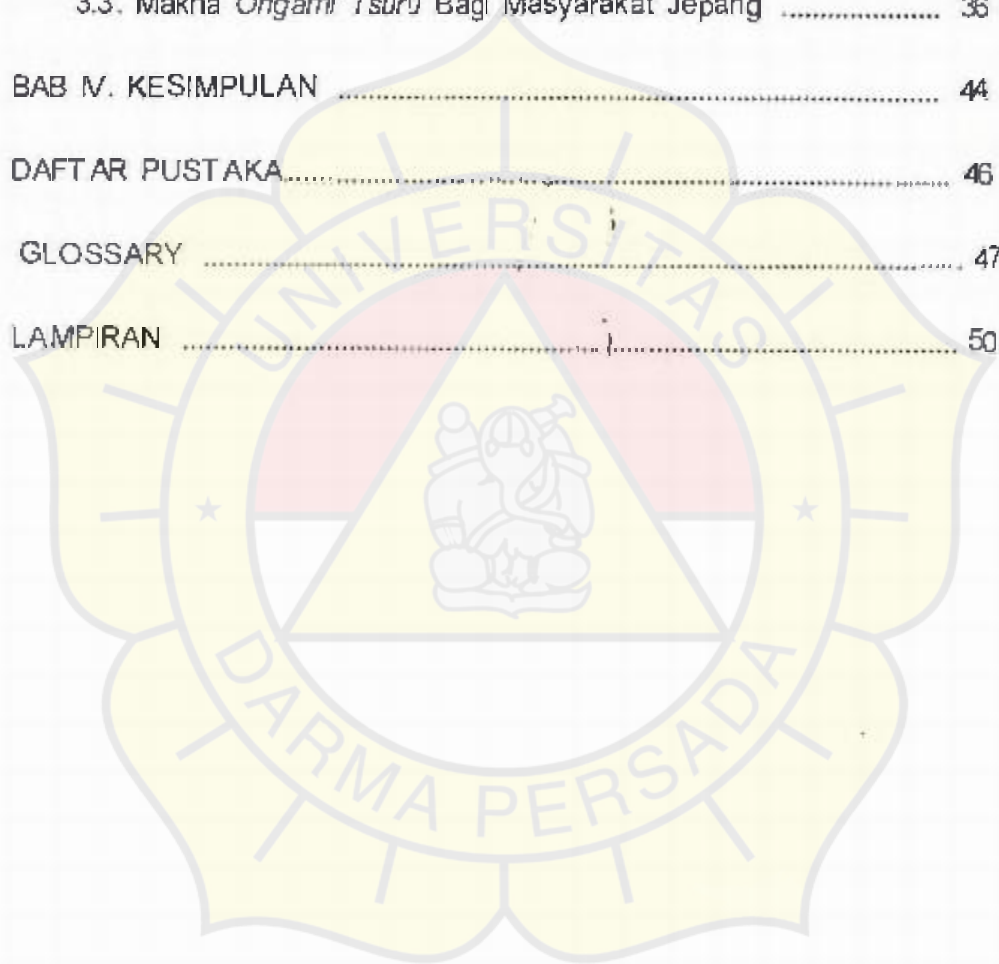 3.3. Makna Origami Tsuru Bagi Masyarakat Jepang .................. 36
BAB IV. KESIMPULAN .................. 44
DAFTAR PUSTAKA .................. 46
GLOSSARY .................. 47
LAMPIRAN .................. 50
UNIVERSITAS
DARMA PERSADA